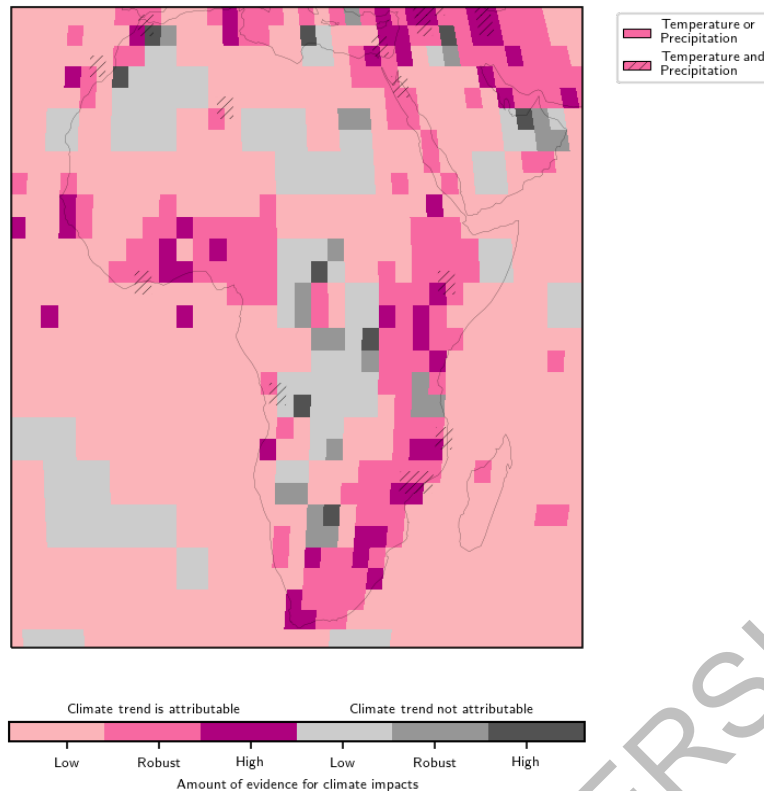 Temperature or
Precipitation
Temperature and
Precipitation
Climate trend is attributable
Climate trend not attributable
Low
Robust
High
Low
Robust
High
Amount of evidence for climate impacts
ERSI